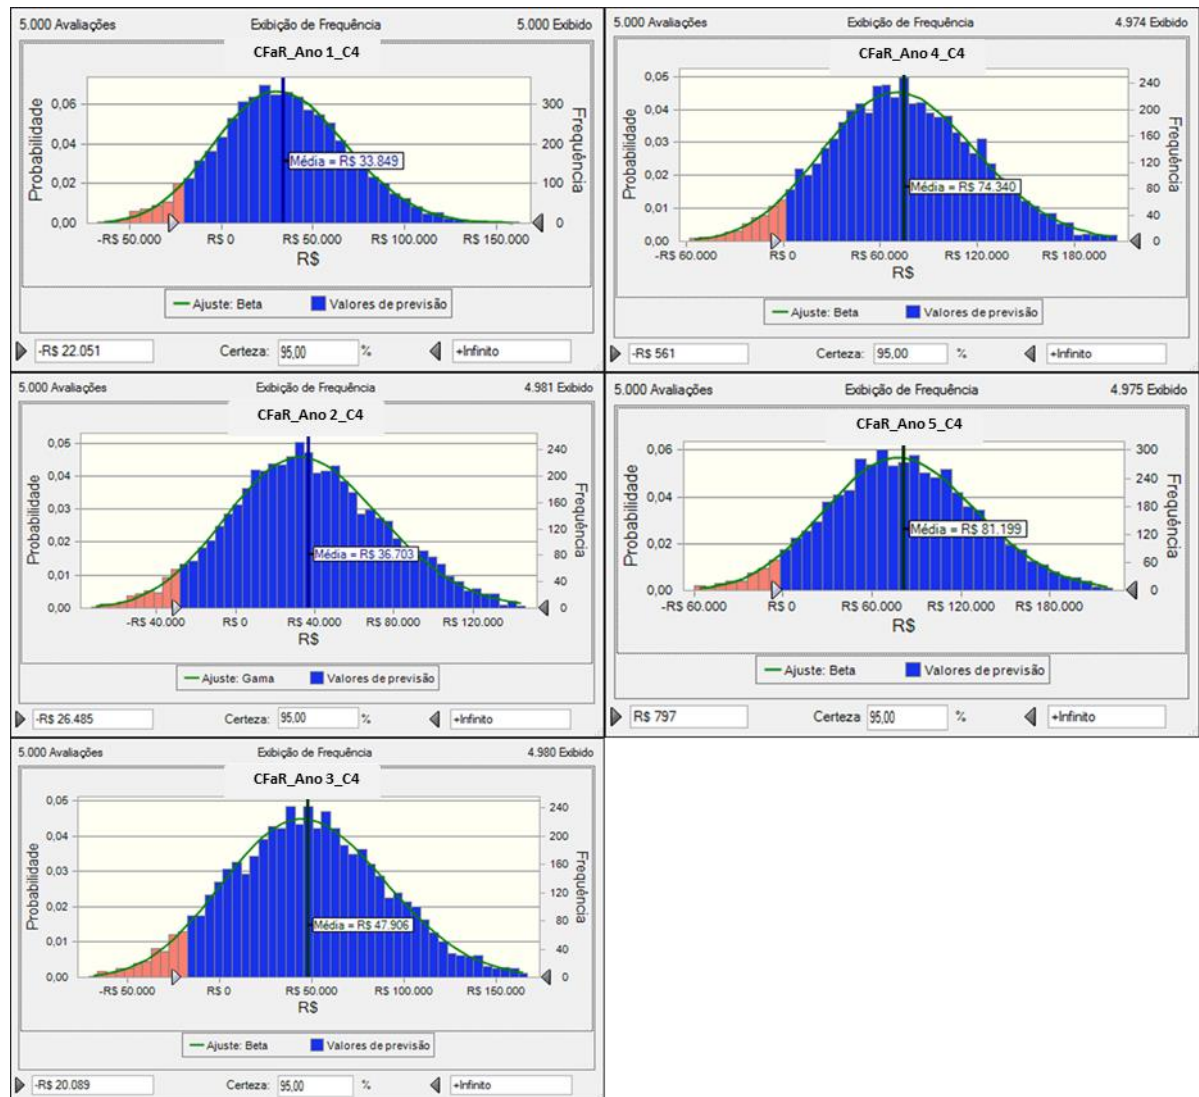 5.000 Avaliações Exibição de Frequência 5.000 Exibido
CFaR_Ano 1_C4
Probabilidade
0,06
0,04
0,02
0,00
Média = R$ 33.849
300
200
100
0
Frequência
-R$ 50.000 R$ 0 R$ 50.000 R$ 100.000 R$ 150.000
R$
Ajuste: Beta Valores de previsão
-R$ 22.051 Certeza: 95,00 % +Infinito
5.000 Avaliações Exibição de Frequência 4.981 Exibido
CFaR_Ano 2_C4
Probabilidade
0,05
0,04
0,03
0,02
0,01
0,00
Média = R$ 36.703
240
200
160
120
80
40
0
Frequência
-R$ 40.000 R$ 0 R$ 40.000 R$ 80.000 R$ 120.000
R$
Ajuste: Gama Valores de previsão
-R$ 26.485 Certeza: 95,00 % +Infinito
5.000 Avaliações Exibição de Frequência 4.980 Exibido
CFaR_Ano 3_C4
Probabilidade
0,05
0,04
0,03
0,02
0,01
0,00
Média = R$ 47.906
240
200
160
120
80
40
0
Frequência
-R$ 50.000 R$ 0 R$ 50.000 R$ 100.000 R$ 150.000
R$
Ajuste: Beta Valores de previsão
-R$ 20.089 Certeza: 95,00 % +Infinito
5.000 Avaliações Exibição de Frequência 4.974 Exibido
CFaR_Ano 4_C4
Probabilidade
0,05
0,04
0,03
0,02
0,01
0,00
Média = R$ 74.340
240
200
160
120
80
40
0
Frequência
-R$ 60.000 R$ 0 R$ 60.000 R$ 120.000 R$ 180.000
R$
Ajuste: Beta Valores de previsão
-R$ 561 Certeza: 95,00 % +Infinito
5.000 Avaliações Exibição de Frequência 4.975 Exibido
CFaR_Ano 5_C4
Probabilidade
0,06
0,04
0,02
0,00
Média = R$ 81.199
300
240
180
120
60
0
Frequência
-R$ 60.000 R$ 0 R$ 60.000 R$ 120.000 R$ 180.000
R$
Ajuste: Beta Valores de previsão
R$ 797 Certeza 95,00 % +Infinito